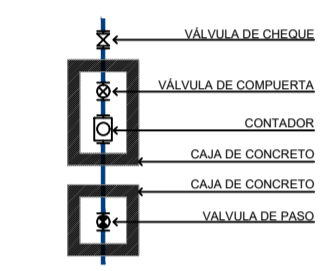 VÁLVULA DE CHEQUE
VÁLVULA DE COMPUERTA
CONTADOR
CAJA DE CONCRETO
CAJA DE CONCRETO
VALVULA DE PASO